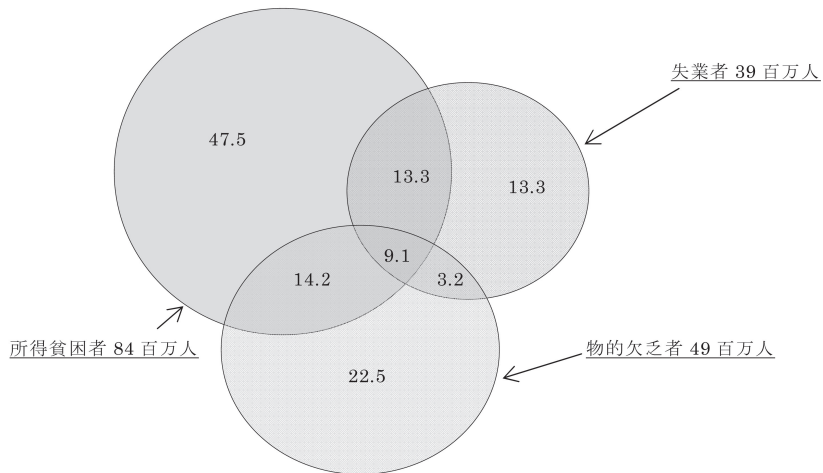 失業者 39 百万人
47.5
13.3
13.3
9.1
14.2
3.2
所得貧困者 84 百万人
物的欠乏者 49 百万人
22.5